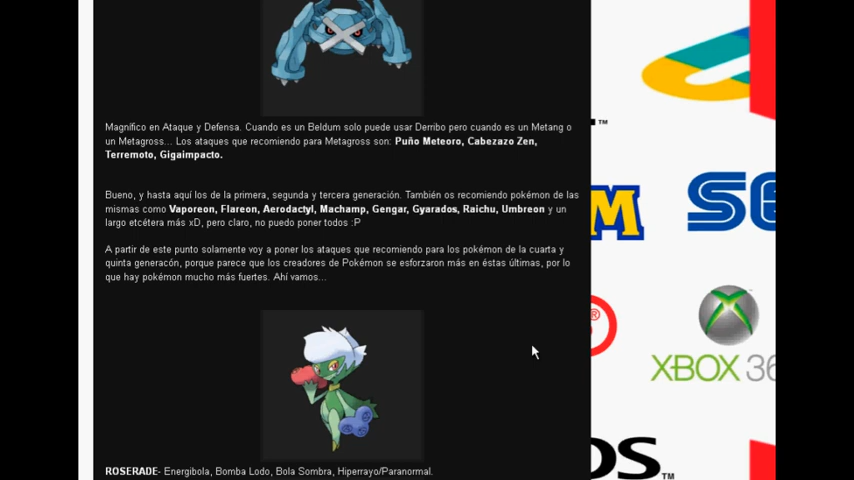 Magnífico en Ataque y Defensa. Cuando es un Beldum solo puede usar Derribo pero cuando es un Metang o
un Metagross... Los ataques que recomiendo para Metagross son: Puño Meteoro, Cabezazo Zen,
Terremoto, Gigaimpacto.
Bueno, y hasta aquí los de la primera, segunda y tercera generación. También os recomiendo pokémon de las
mismas como Vaporeon, Flareon, Aerodactyl, Machamp, Gengar, Gyarados, Raichu, Umbreon y un
largo etcétera más xD, pero claro, no puedo poner todos :P
A partir de este punto solamente voy a poner los ataques que recomiendo para los pokémon de la cuarta y
quinta generacón, porque parece que los creadores de Pokémon se esforzaron más en éstas últimas, por lo
que hay pokémon mucho más fuertes. Ahí vamos...
ROSERADE- Energibola, Bomba Lodo, Bola Sombra, Hiperrayo/Paranormal.
TM
M
SE
®
XBOX 36
DS
TM